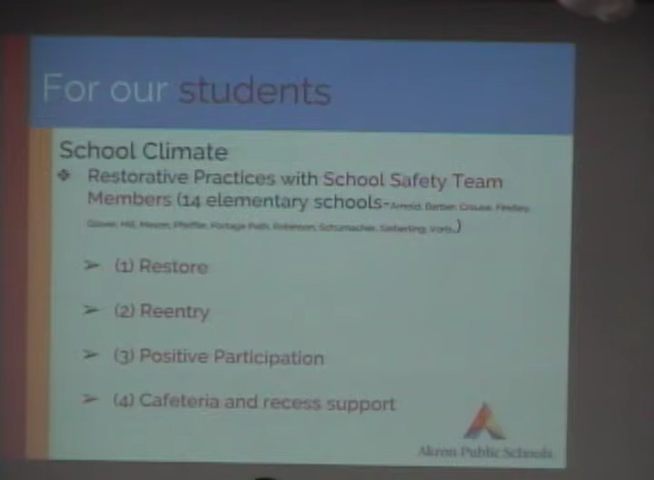 For our students
School Climate
❖ Restorative Practices with School Safety Team
Members (14 elementary schools-Arnold, Barber, Crouse, Findley,
Glover, Hill, Mason, Pfeiffer, Portage Path, Robinson, Schumacher, Seiberling, Voris.)
➢ (1) Restore
➢ (2) Reentry
➢ (3) Positive Participation
➢ (4) Cafeteria and recess support
Akron Public Schools